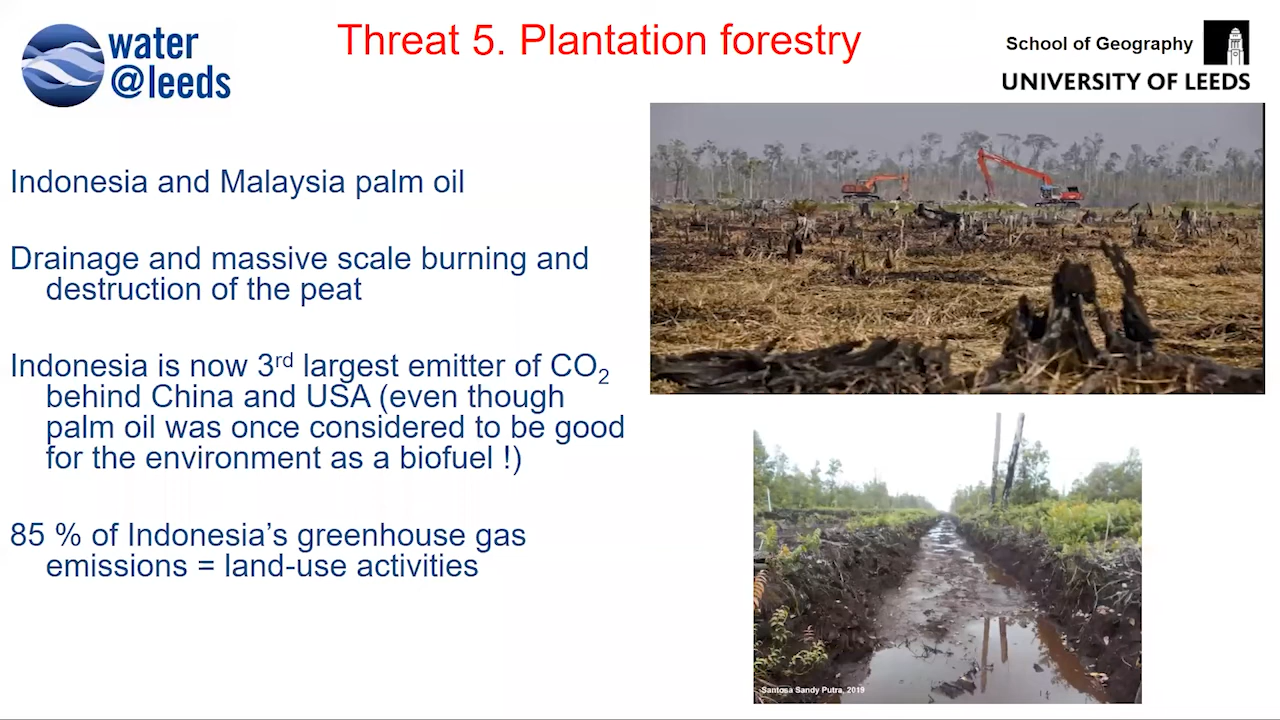 water
@leeds
Threat 5. Plantation forestry
School of Geography
UNIVERSITY OF LEEDS
Indonesia and Malaysia palm oil
Drainage and massive scale burning and
destruction of the peat
Indonesia is now 3rd largest emitter of CO2
behind China and USA (even though
palm oil was once considered to be good
for the environment as a biofuel !)
85 % of Indonesia’s greenhouse gas
emissions = land-use activities
Santosa Sandy Putra, 2019